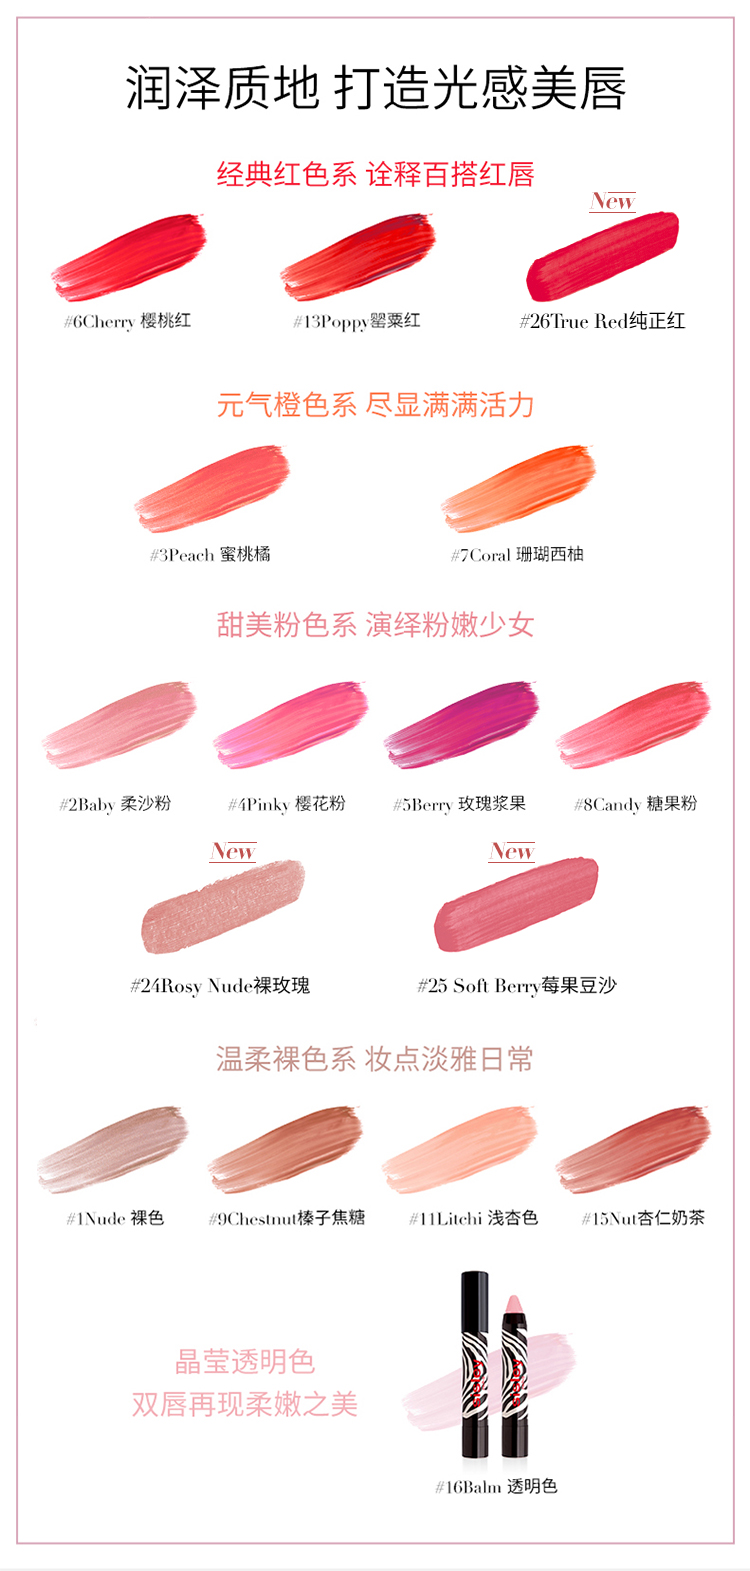 润泽质地 打造光感美唇
经典红色系 诠释百搭红唇
New
#6Cherry 樱桃红
#13Poppy罂粟红
#26True Red纯正红
元气橙色系 尽显满满活力
#3Peach 蜜桃橘
#7Coral 珊瑚西柚
甜美粉色系 演绎粉嫩少女
#2Baby 柔沙粉
#4Pinky 樱花粉
#5Berry 玫瑰浆果
#8Candy 糖果粉
New
New
#24Rosy Nude裸玫瑰
#25 Soft Berry莓果豆沙
温柔裸色系 妆点淡雅日常
#1Nude 裸色
#9Chestnut榛子焦糖
#11Litchi 浅杏色
#15Nut杏仁奶茶
晶莹透明色
双唇再现柔嫩之美
#16Balm 透明色